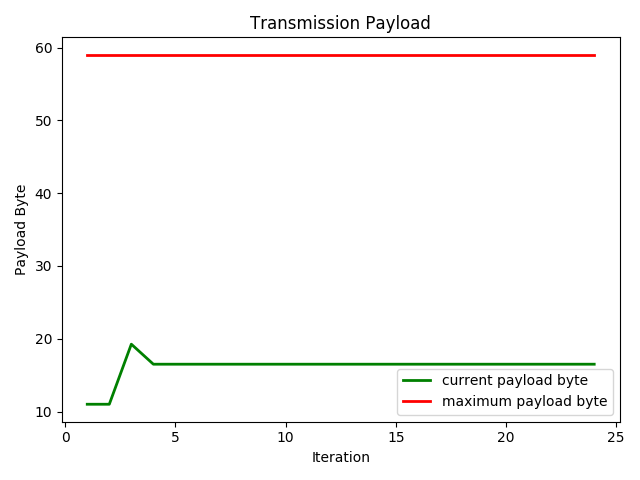 Transmission Payload
60
50
40
30
20
10
Payload Byte
current payload byte
maximum payload byte
0 5 10 15 20 25
Iteration